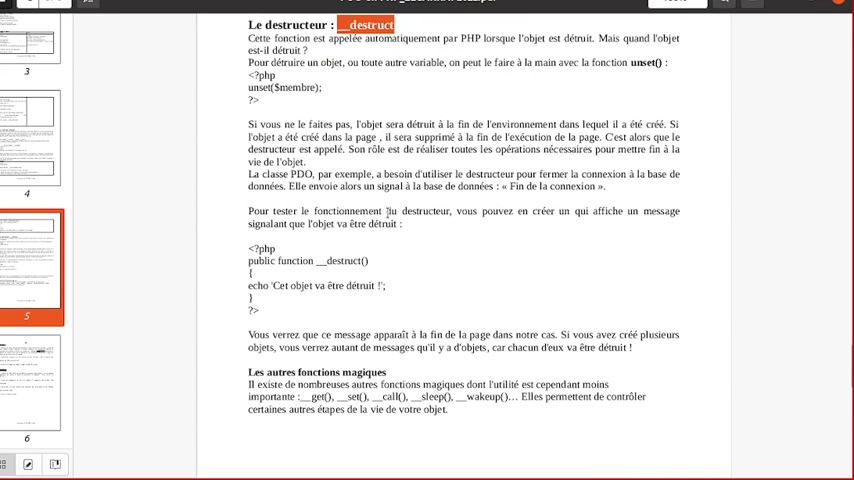 Le destructeur : __destruct
Cette fonction est appelée automatiquement par PHP lorsque l'objet est détruit. Mais quand l'objet
est-il détruit ?
Pour détruire un objet, ou toute autre variable, on peut le faire à la main avec la fonction unset() :
<?php
unset($membre);
?>
Si vous ne le faites pas, l'objet sera détruit à la fin de l'environnement dans lequel il a été créé. Si
l'objet a été créé dans la page , il sera supprimé à la fin de l'exécution de la page. C'est alors que le
destructeur est appelé. Son rôle est de réaliser toutes les opérations nécessaires pour mettre fin à la
vie de l'objet.
La classe PDO, par exemple, a besoin d'utiliser le destructeur pour fermer la connexion à la base de
données. Elle envoie alors un signal à la base de données : « Fin de la connexion ».
Pour tester le fonctionnement du destructeur, vous pouvez en créer un qui affiche un message
signalant que l'objet va être détruit :
<?php
public function __destruct()
{
echo 'Cet objet va être détruit !';
}
?>
Vous verrez que ce message apparaît à la fin de la page dans notre cas. Si vous avez créé plusieurs
objets, vous verrez autant de messages qu'il y a d'objets, car chacun d'eux va être détruit !
Les autres fonctions magiques
Il existe de nombreuses autres fonctions magiques dont l'utilité est cependant moins
importante :__get(), __set(), __call(), __sleep(), __wakeup()… Elles permettent de contrôler
certaines autres étapes de la vie de votre objet.
3
4
5
6